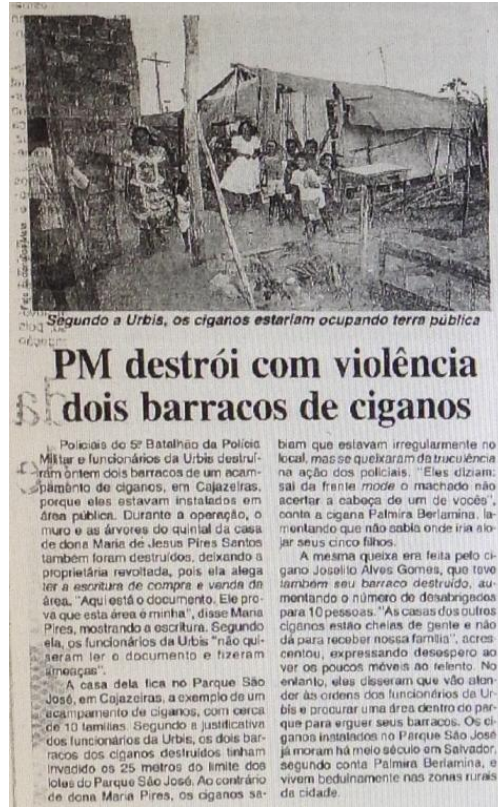 Segundo a Urbis, os ciganos estariam ocupando terra pública
PM destrói com violência
dois barracos de ciganos
Policiais do 5º Batalhão da Polícia
Militar e funcionários da Urbis destruí-
ram ontem dois barracos de um acam-
pamento de ciganos, em Cajazeiras,
porque eles estavam instalados em
área pública. Durante a operação, o
muro e as árvores do quintal da casa
de dona Maria de Jesus Pires Santos
também foram destruídos, deixando a
proprietária revoltada, pois ela alega
ter a escritura de compra e venda da
área. "Aqui está o documento. Ele pro-
va que esta área é minha", disse Maria
Pires, mostrando a escritura. Segundo
ela, os funcionários da Urbis "não qui-
seram ler o documento e fizeram
ameaças".
A casa dela fica no Parque São
José, em Cajazeiras, a exemplo de um
acampamento de ciganos, com cerca
de 10 famílias. Segundo a justificativa
dos funcionários da Urbis, os dois bar-
racos dos ciganos destruídos tinham
invadido os 25 metros do limite dos
lotes do Parque São José. Ao contrário
de dona Maria Pires, os ciganos sa-
biam que estavam irregularmente no
local, mas se queixaram da truculência
na ação dos policiais. "Eles diziam:
sai da frente mode o machado não
acertar a cabeça de um de vocês",
conta a cigana Palmira Berlamina, la-
mentando que não sabia onde iria alo-
jar seus cinco filhos.
A mesma queixa era feita pelo ci-
gano Joselito Alves Gomes, que teve
também seu barraco destruído, au-
mentando o número de desabrigados
para 10 pessoas. "As casas dos outros
ciganos estão cheias de gente e não
dá para receber nossa família", acres-
centou, expressando desespero ao
ver os poucos móveis ao relento. No
entanto, eles disseram que vão aten-
der às ordens dos funcionários da Ur-
bis e procurar uma área dentro do par-
que para erguer seus barracos. Os ci-
ganos instalados no Parque São José
já moram há meio século em Salvador,
segundo conta Palmira Berlamina, e
vivem beduinamente nas zonas rurais
da cidade.